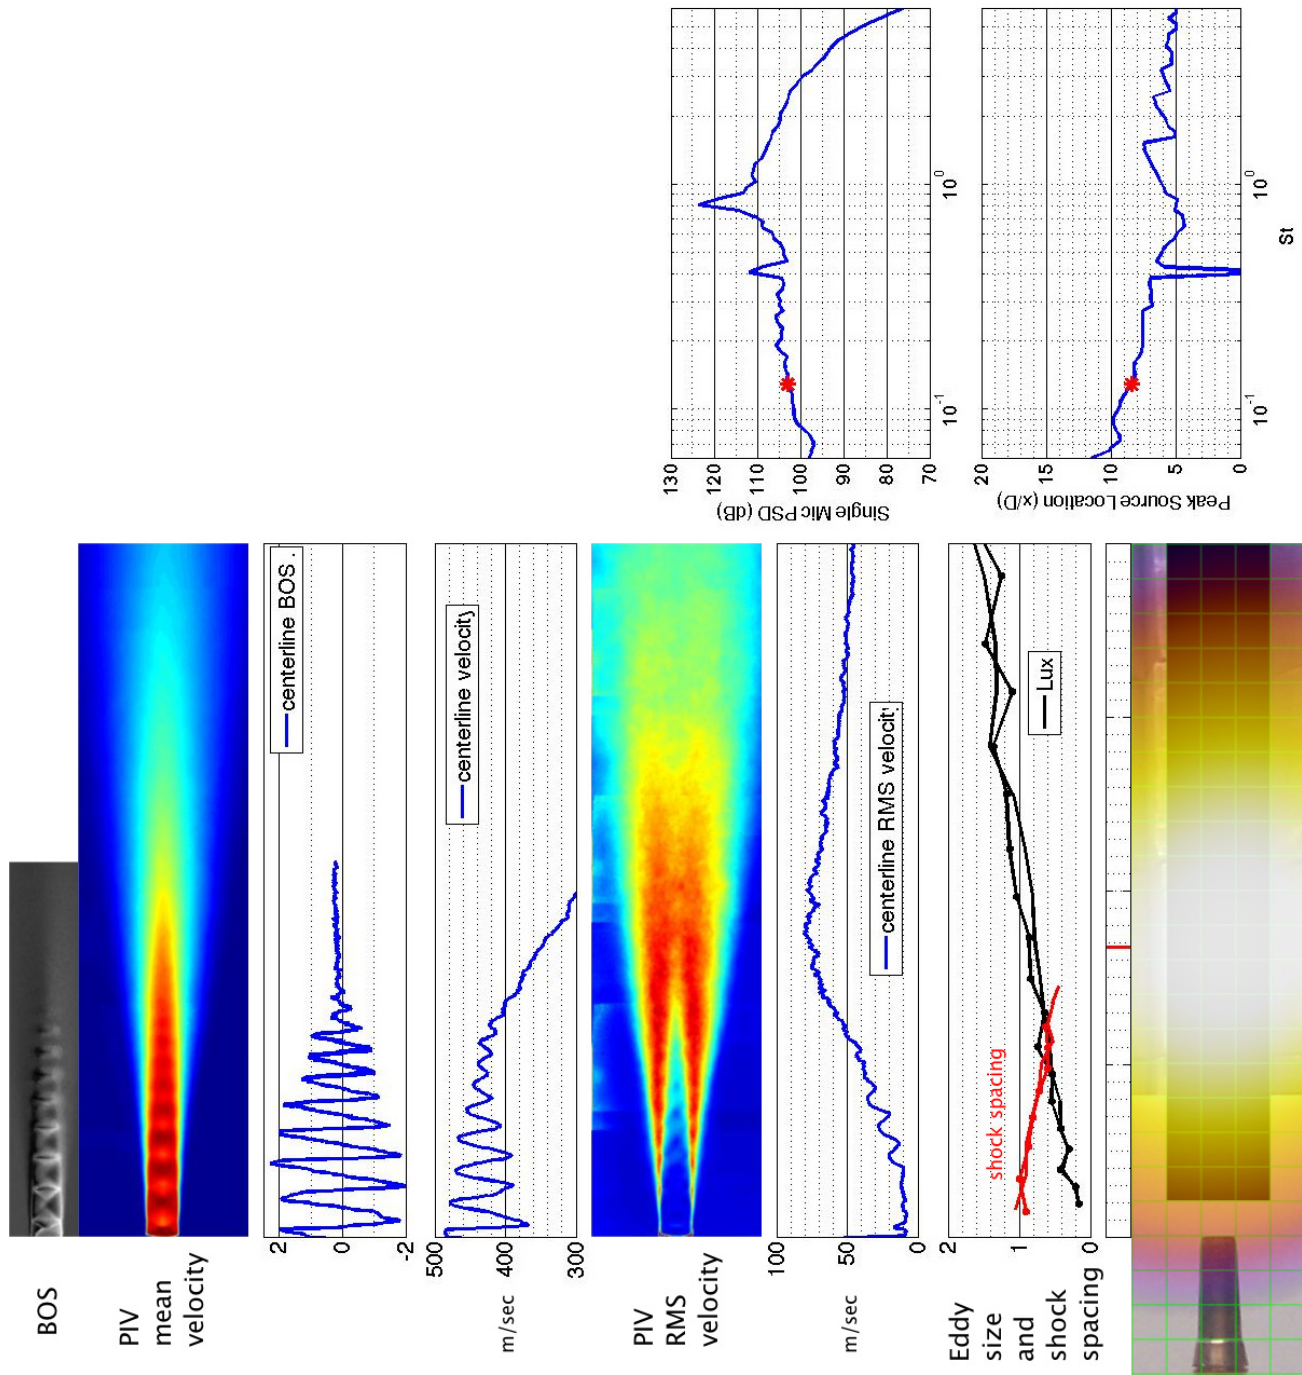 BOS
PIV
mean
velocity
centerline BOS .
2
0
-2
centerline velocity
500
400
300
m/sec
PIV
RMS
velocity
centerline RMS velocit
100
50
0
m/sec
Eddy
size
and
shock
spacing
2
1
0
shock spacing
Lux
130
120
110
100
90
80
70
Single Mic PSD (dB)
10-1
100
20
15
10
5
0
Peak Source Location (x/D)
10-1
100
St